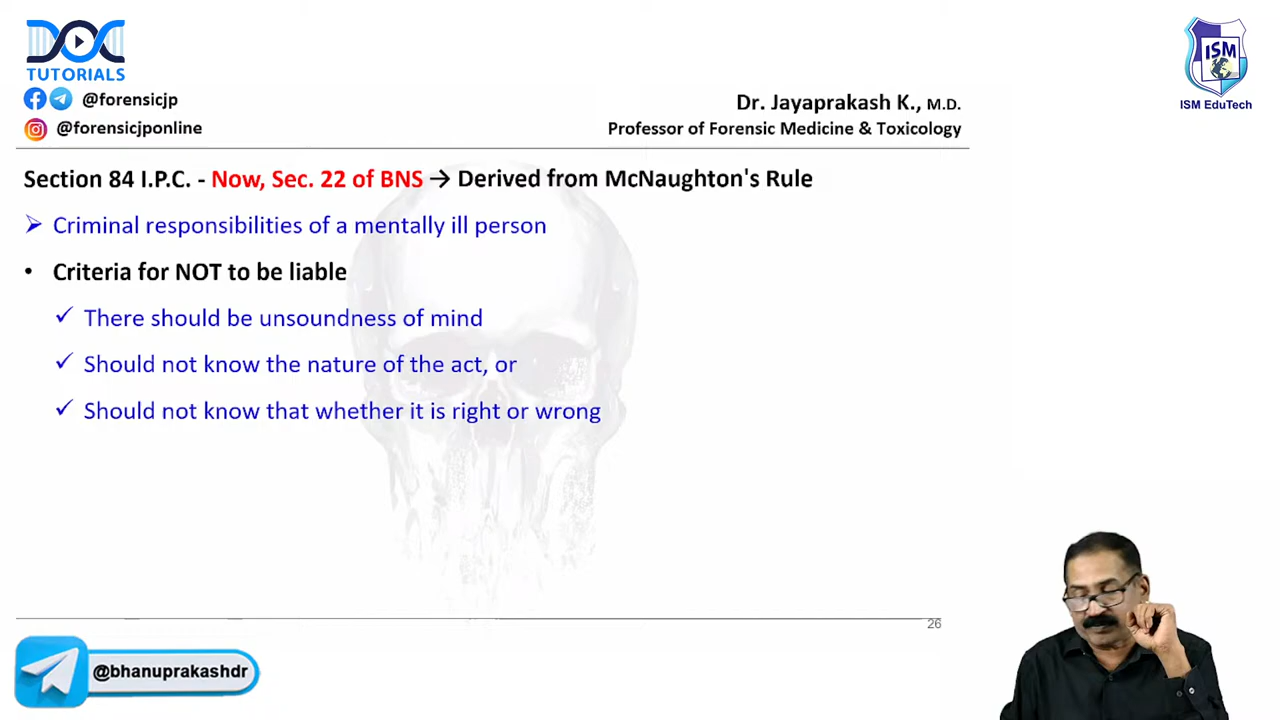 DOC
TUTORIALS
@forensicjp
@forensicjponline
ISM
ISM EduTech
Dr. Jayaprakash K., M.D.
Professor of Forensic Medicine & Toxicology
Section 84 I.P.C. - Now, Sec. 22 of BNS → Derived from McNaughton's Rule
➢ Criminal responsibilities of a mentally ill person
• Criteria for NOT to be liable
✓ There should be unsoundness of mind
✓ Should not know the nature of the act, or
✓ Should not know that whether it is right or wrong
26
@bhanuprakashdr